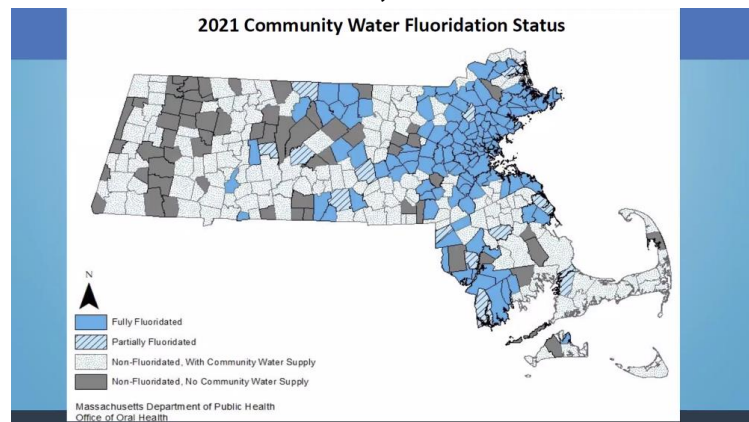 2021 Community Water Fluoridation Status
N
Fully Fluoridated
Partially Fluoridated
Non-Fluoridated, With Community Water Supply
Non-Fluoridated, No Community Water Supply
Massachusetts Department of Public Health
Office of Oral Health